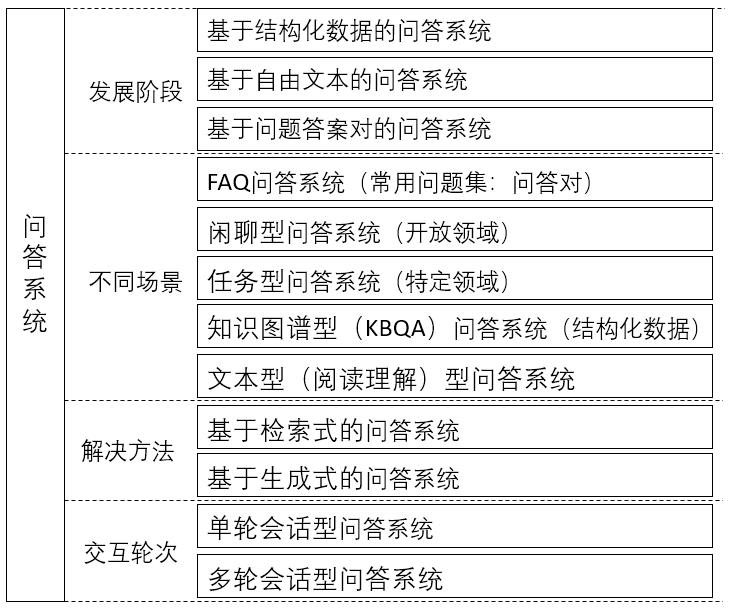 问答系统
发展阶段
基于结构化数据的问答系统
基于自由文本的问答系统
基于问题答案对的问答系统
不同场景
FAQ问答系统（常用问题集：问答对）
闲聊型问答系统（开放领域）
任务型问答系统（特定领域）
知识图谱型（KBQA）问答系统（结构化数据）
文本型（阅读理解）型问答系统
解决方法
基于检索式的问答系统
基于生成式的问答系统
交互轮次
单轮会话型问答系统
多轮会话型问答系统